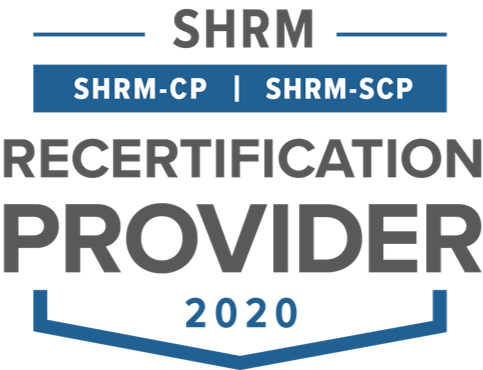 SHRM
SHRM-CP | SHRM-SCP
RECERTIFICATION
PROVIDER
2020